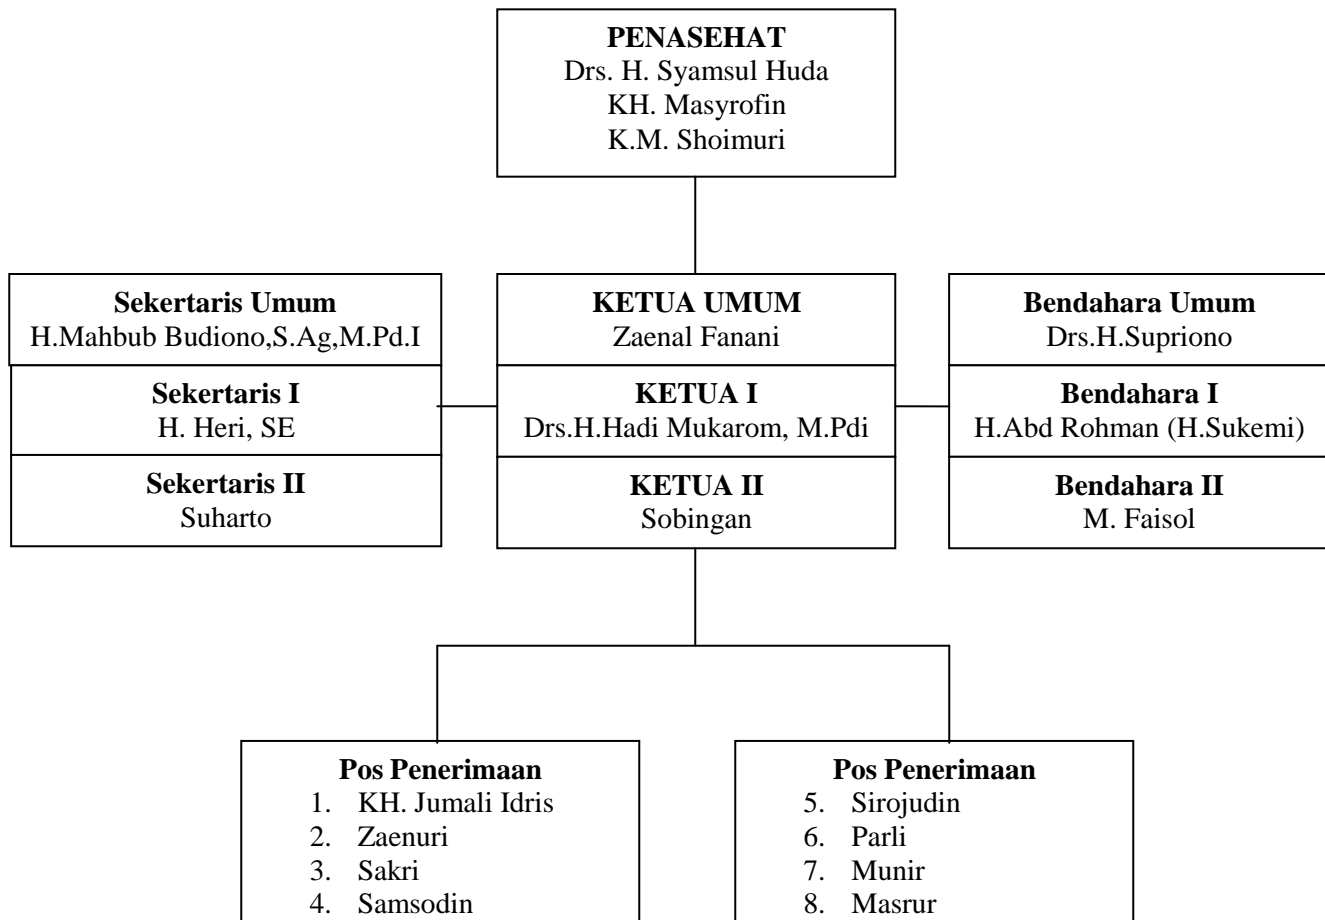 PENASEHAT
Drs. H. Syamsul Huda
KH. Masyrofin
K.M. Shoimuri
Sekertaris Umum
H.Mahbub Budiono,S.Ag,M.Pd.I
Sekertaris I
H. Heri, SE
Sekertaris II
Suharto
KETUA UMUM
Zaenal Fanani
KETUA I
Drs.H.Hadi Mukarom, M.Pdi
KETUA II
Sobingan
Bendahara Umum
Drs.H.Supriono
Bendahara I
H.Abd Rohman (H.Sukemi)
Bendahara II
M. Faisol
Pos Penerimaan
1. KH. Jumali Idris
2. Zaenuri
3. Sakri
4. Samsodin
Pos Penerimaan
5. Sirojudin
6. Parli
7. Munir
8. Masrur